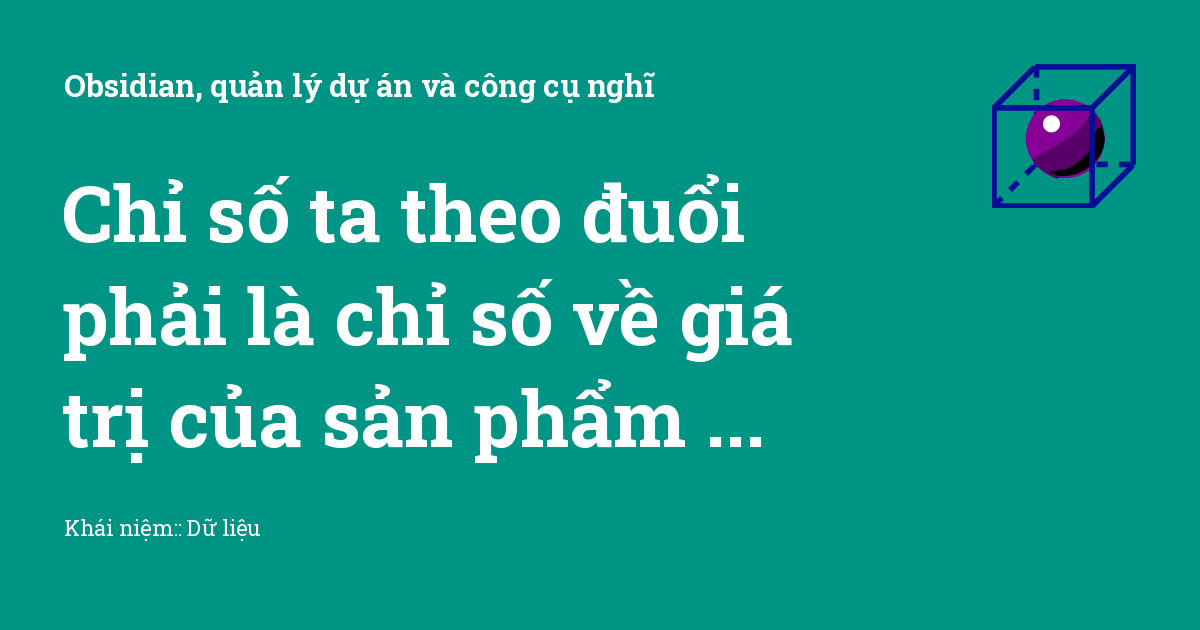 Obsidian, quản lý dự án và công cụ nghĩ
Chỉ số ta theo đuổi
phải là chỉ số về giá
trị của sản phẩm ...
Khái niệm:: Dữ liệu